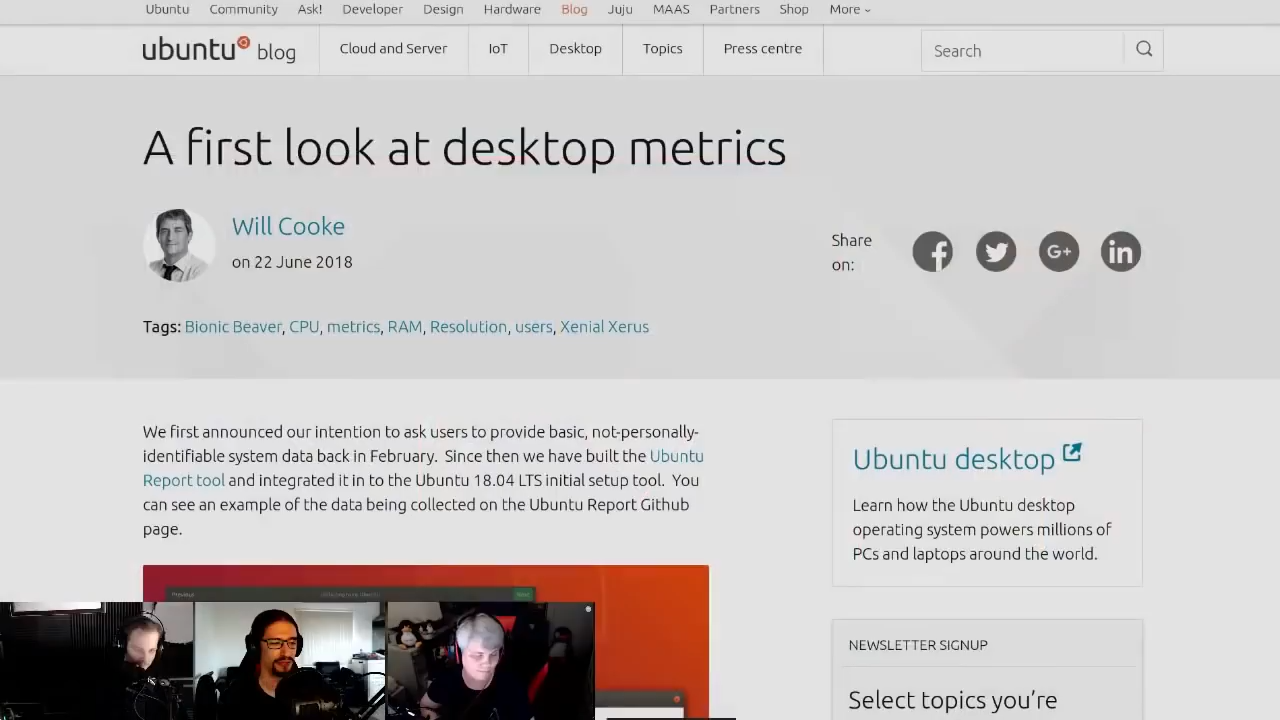 Ubuntu Community Ask! Developer Design Hardware Blog Juju MAAS Partners Shop More
ubuntu blog Cloud and Server IoT Desktop Topics Press centre Search
A first look at desktop metrics
Will Cooke
on 22 June 2018
Share
on:
G+
Tags: Bionic Beaver, CPU, metrics, RAM, Resolution, users, Xenial Xerus
We first announced our intention to ask users to provide basic, not-personally-
identifiable system data back in February.  Since then we have built the Ubuntu
Report tool and integrated it in to the Ubuntu 18.04 LTS initial setup tool.  You
can see an example of the data being collected on the Ubuntu Report Github
page.
Ubuntu desktop
Learn how the Ubuntu desktop
operating system powers millions of
PCs and laptops around the world.
NEWSLETTER SIGNUP
Select topics you’re